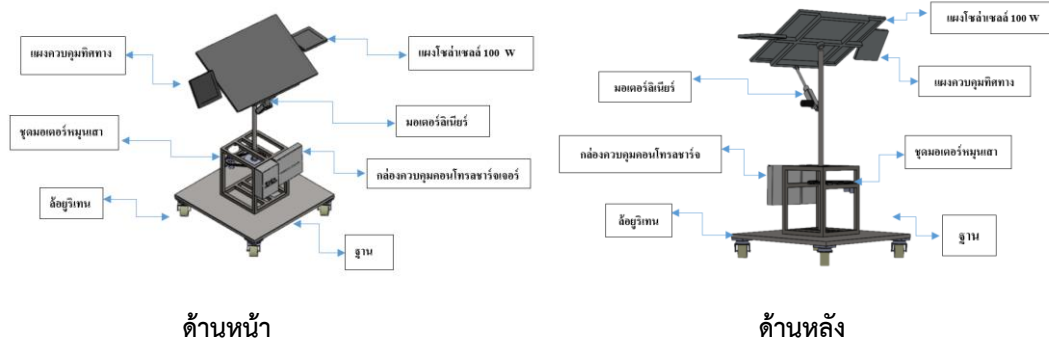 แผงควบคุมทิศทาง
แผงโซล่าเซลล์ 100 W
มอเตอร์ลิเนียร์
ชุดมอเตอร์หมุนเสา
กล่องควบคุมคอนโทรลชาร์จเจอร์
ล้อยูริเทน
ฐาน
ด้านหน้า
แผงโซล่าเซลล์ 100 W
แผงควบคุมทิศทาง
มอเตอร์ลิเนียร์
กล่องควบคุมคอนโทรลชาร์จ
ชุดมอเตอร์หมุนเสา
ล้อยูริเทน
ฐาน
ด้านหลัง